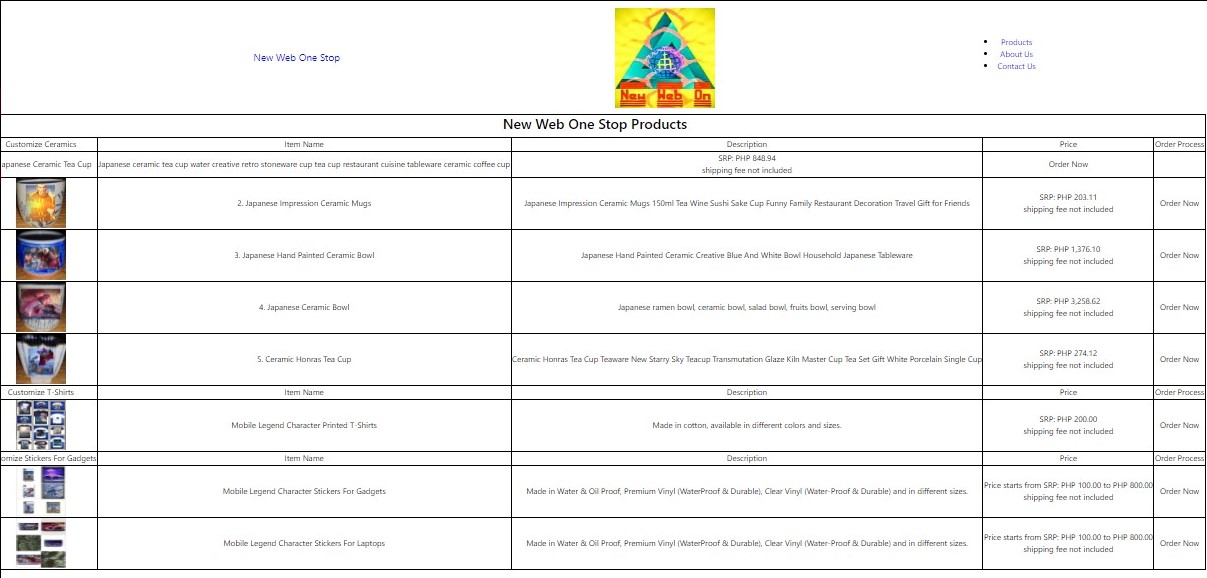 New Web One Stop
New Web On
Products
About Us
Contact Us
New Web One Stop Products
Customize Ceramics Item Name Description Price Order Process
apanese Ceramic Tea Cup Japanese ceramic tea cup water creative retro stoneware cup tea cup restaurant cuisine tableware ceramic coffee cup SRP: PHP 848.94 Order Now
shipping fee not included
2. Japanese Impression Ceramic Mugs Japanese Impression Ceramic Mugs 150ml Tea Wine Sushi Sake Cup Funny Family Restaurant Decoration Travel Gift for Friends SRP: PHP 203.11 Order Now
shipping fee not included
3. Japanese Hand Painted Ceramic Bowl Japanese Hand Painted Ceramic Creative Blue And White Bowl Household Japanese Tableware SRP: PHP 1,376.10 Order Now
shipping fee not included
4. Japanese Ceramic Bowl Japanese ramen bowl, ceramic bowl, salad bowl, fruits bowl, serving bowl SRP: PHP 3,258.62 Order Now
shipping fee not included
5. Ceramic Honras Tea Cup Ceramic Honras Tea Cup Teaware New Starry Sky Teacup Transmutation Glaze Kiln Master Cup Tea Set Gift White Porcelain Single Cup SRP: PHP 274.12 Order Now
shipping fee not included
Customize T-Shirts Item Name Description Price Order Process
Mobile Legend Character Printed T-Shirts Made in cotton, available in different colors and sizes. SRP: PHP 200.00 Order Now
shipping fee not included
omize Stickers For Gadgets Item Name Description Price Order Process
Mobile Legend Character Stickers For Gadgets Made in Water & Oil Proof, Premium Vinyl (WaterProof & Durable), Clear Vinyl (Water-Proof & Durable) and in different sizes. Price starts from SRP: PHP 100.00 to PHP 800.00 Order Now
shipping fee not included
Mobile Legend Character Stickers For Laptops Made in Water & Oil Proof, Premium Vinyl (WaterProof & Durable), Clear Vinyl (Water-Proof & Durable) and in different sizes. Price starts from SRP: PHP 100.00 to PHP 800.00 Order Now
shipping fee not included